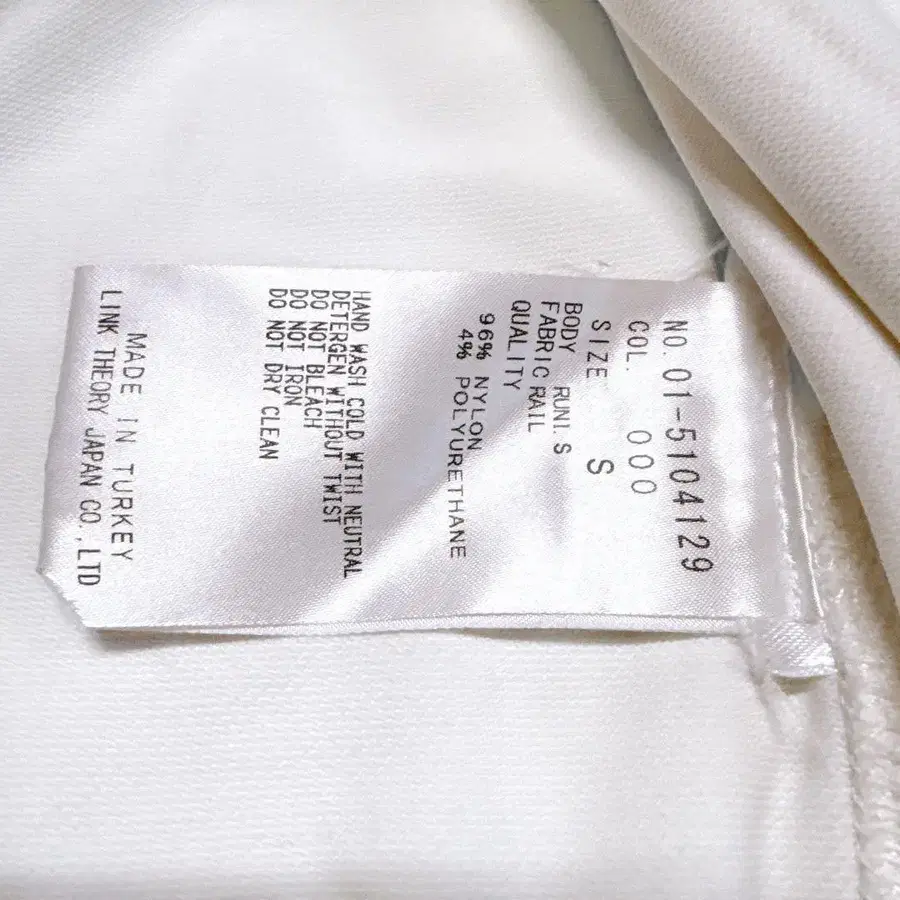 NO. 01-5104129
COL. 000
SIZE S
BODY RUNI.S
FABRIC RAIL
QUALITY
96% NYLON
4% POLYURETHANE
HAND WASH COLD WITH NEUTRAL
DETERGEN WITHOUT TWIST
DO NOT BLEACH
DO NOT IRON
DO NOT DRY CLEAN
MADE IN TURKEY
LINK THEORY JAPAN CO.,LTD